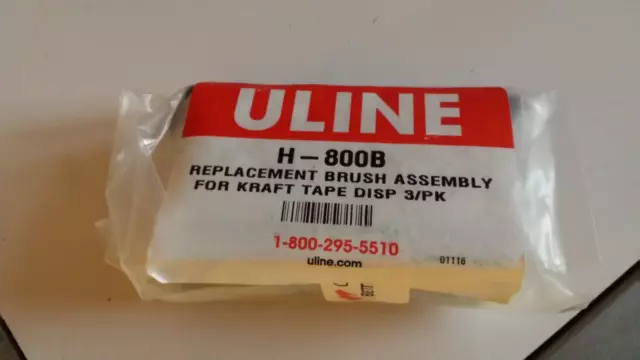 ULINE
H-800B
REPLACEMENT BRUSH ASSEMBLY
FOR KRAFT TAPE DISP 3/PK
1-800-295-5510
uline.com
01116